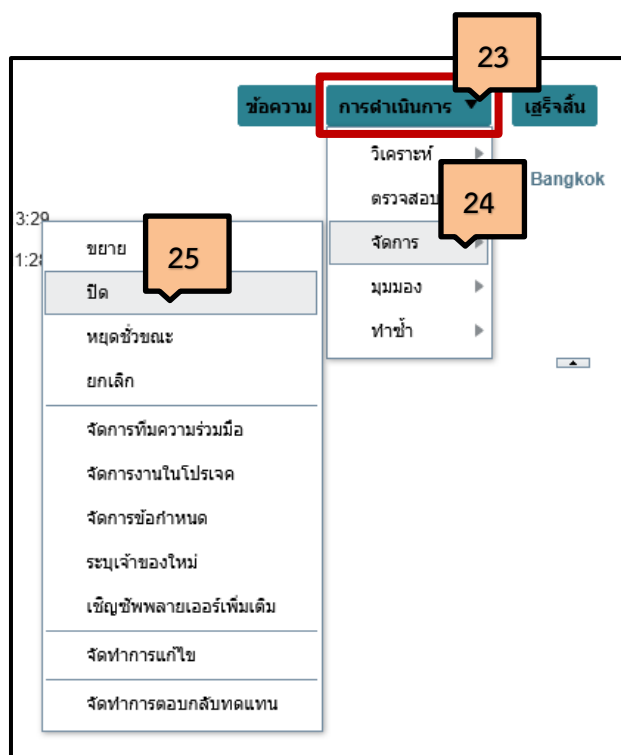 23
ข้อความ การดำเนินการ ▼ เสร็จสิ้น
วิเคราะห์
Bangkok
ตรวจสอบ
24
3:29
จัดการ
ขยาย
25
1:28
ปิด
มุมมอง
หยุดชั่วขณะ
ทำซ้ำ
ยกเลิก
จัดการทีมความร่วมมือ
จัดการงานในโปรเจค
จัดการข้อกำหนด
ระบุเจ้าของใหม่
เชิญซัพพลายเออร์เพิ่มเติม
จัดทำการแก้ไข
จัดทำการตอบกลับทดแทน